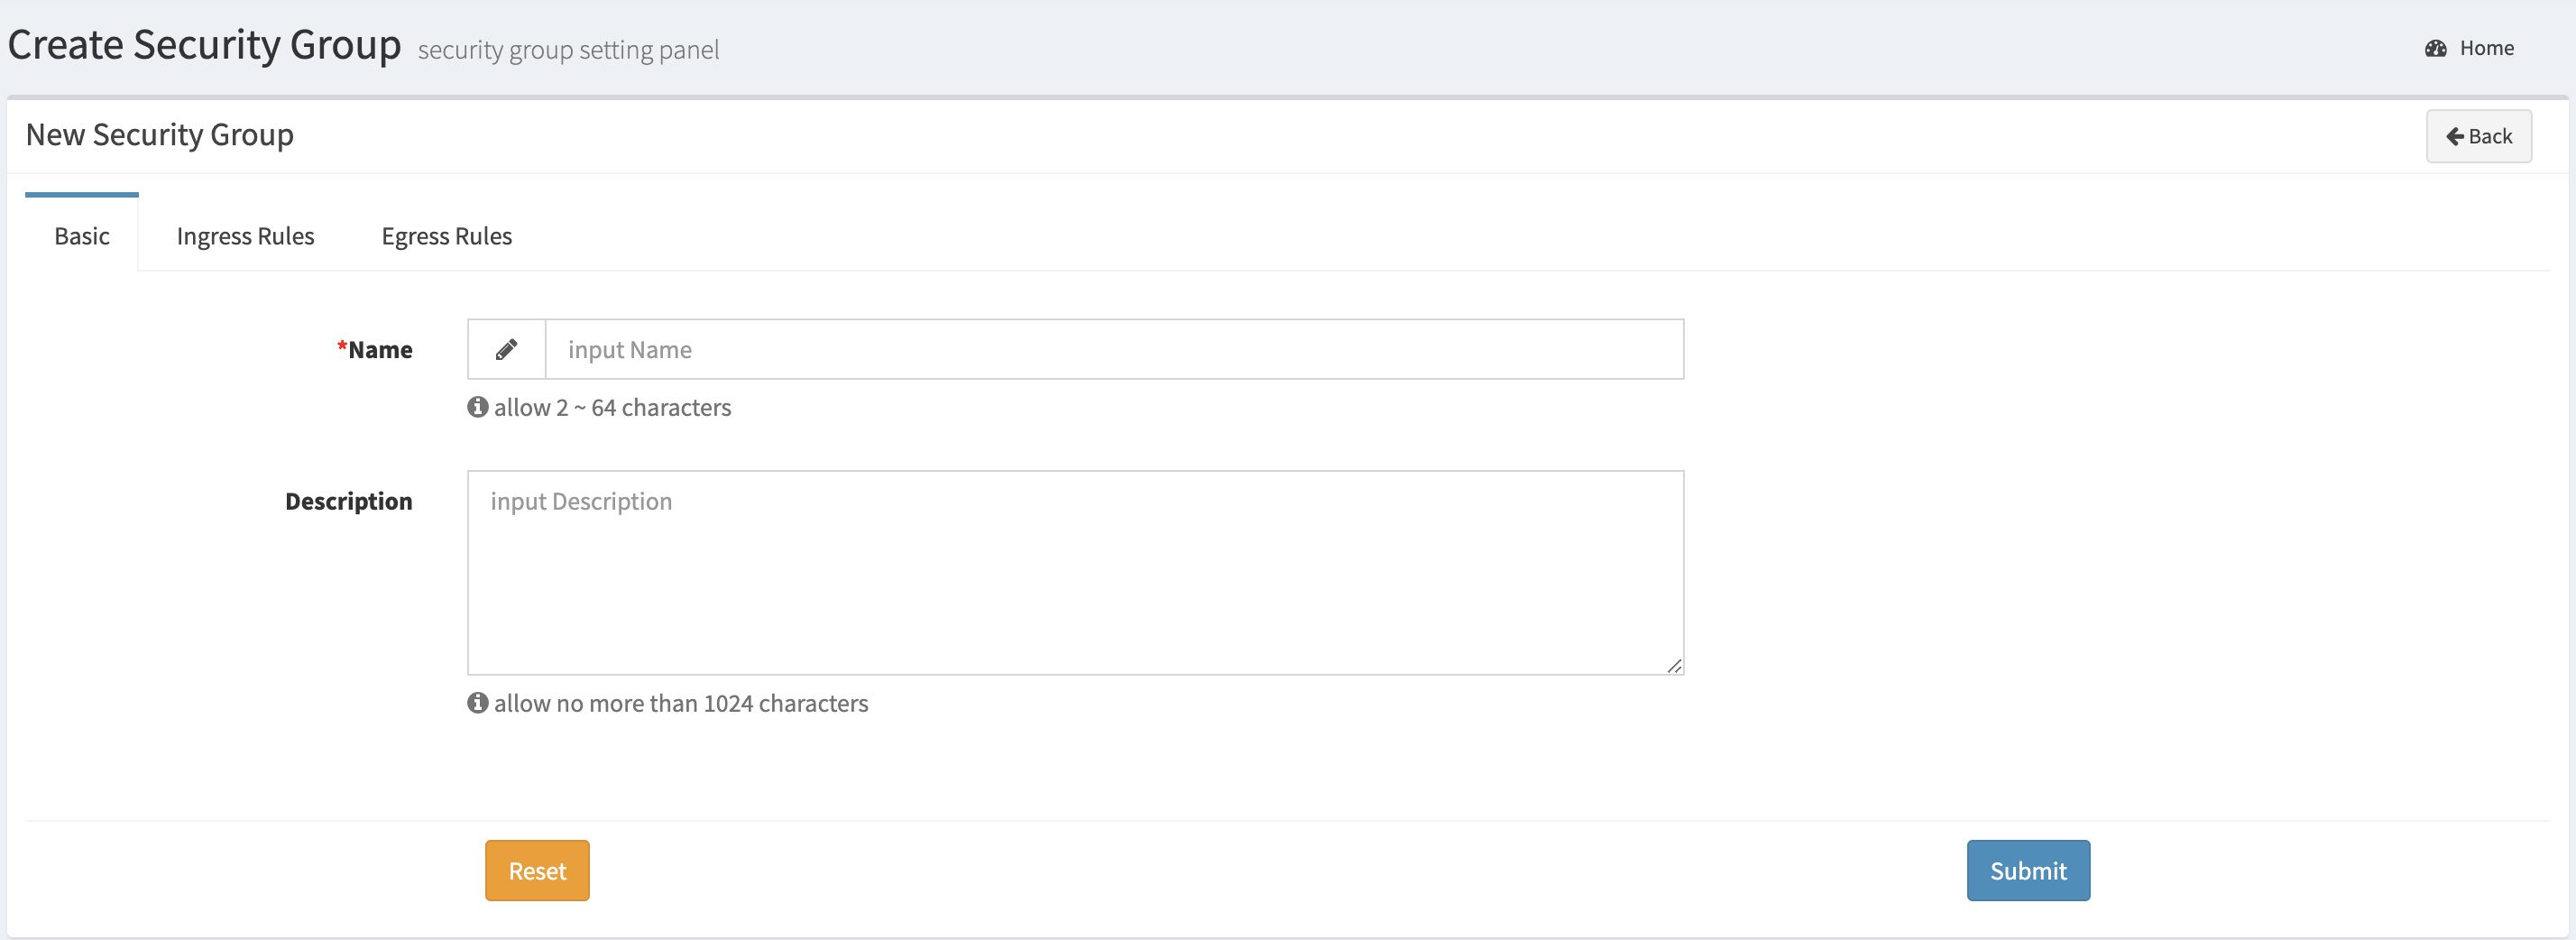 Create Security Group security group setting panel
Home
New Security Group
Back
Basic
Ingress Rules
Egress Rules
*Name
input Name
allow 2 ~ 64 characters
Description
input Description
allow no more than 1024 characters
Reset
Submit